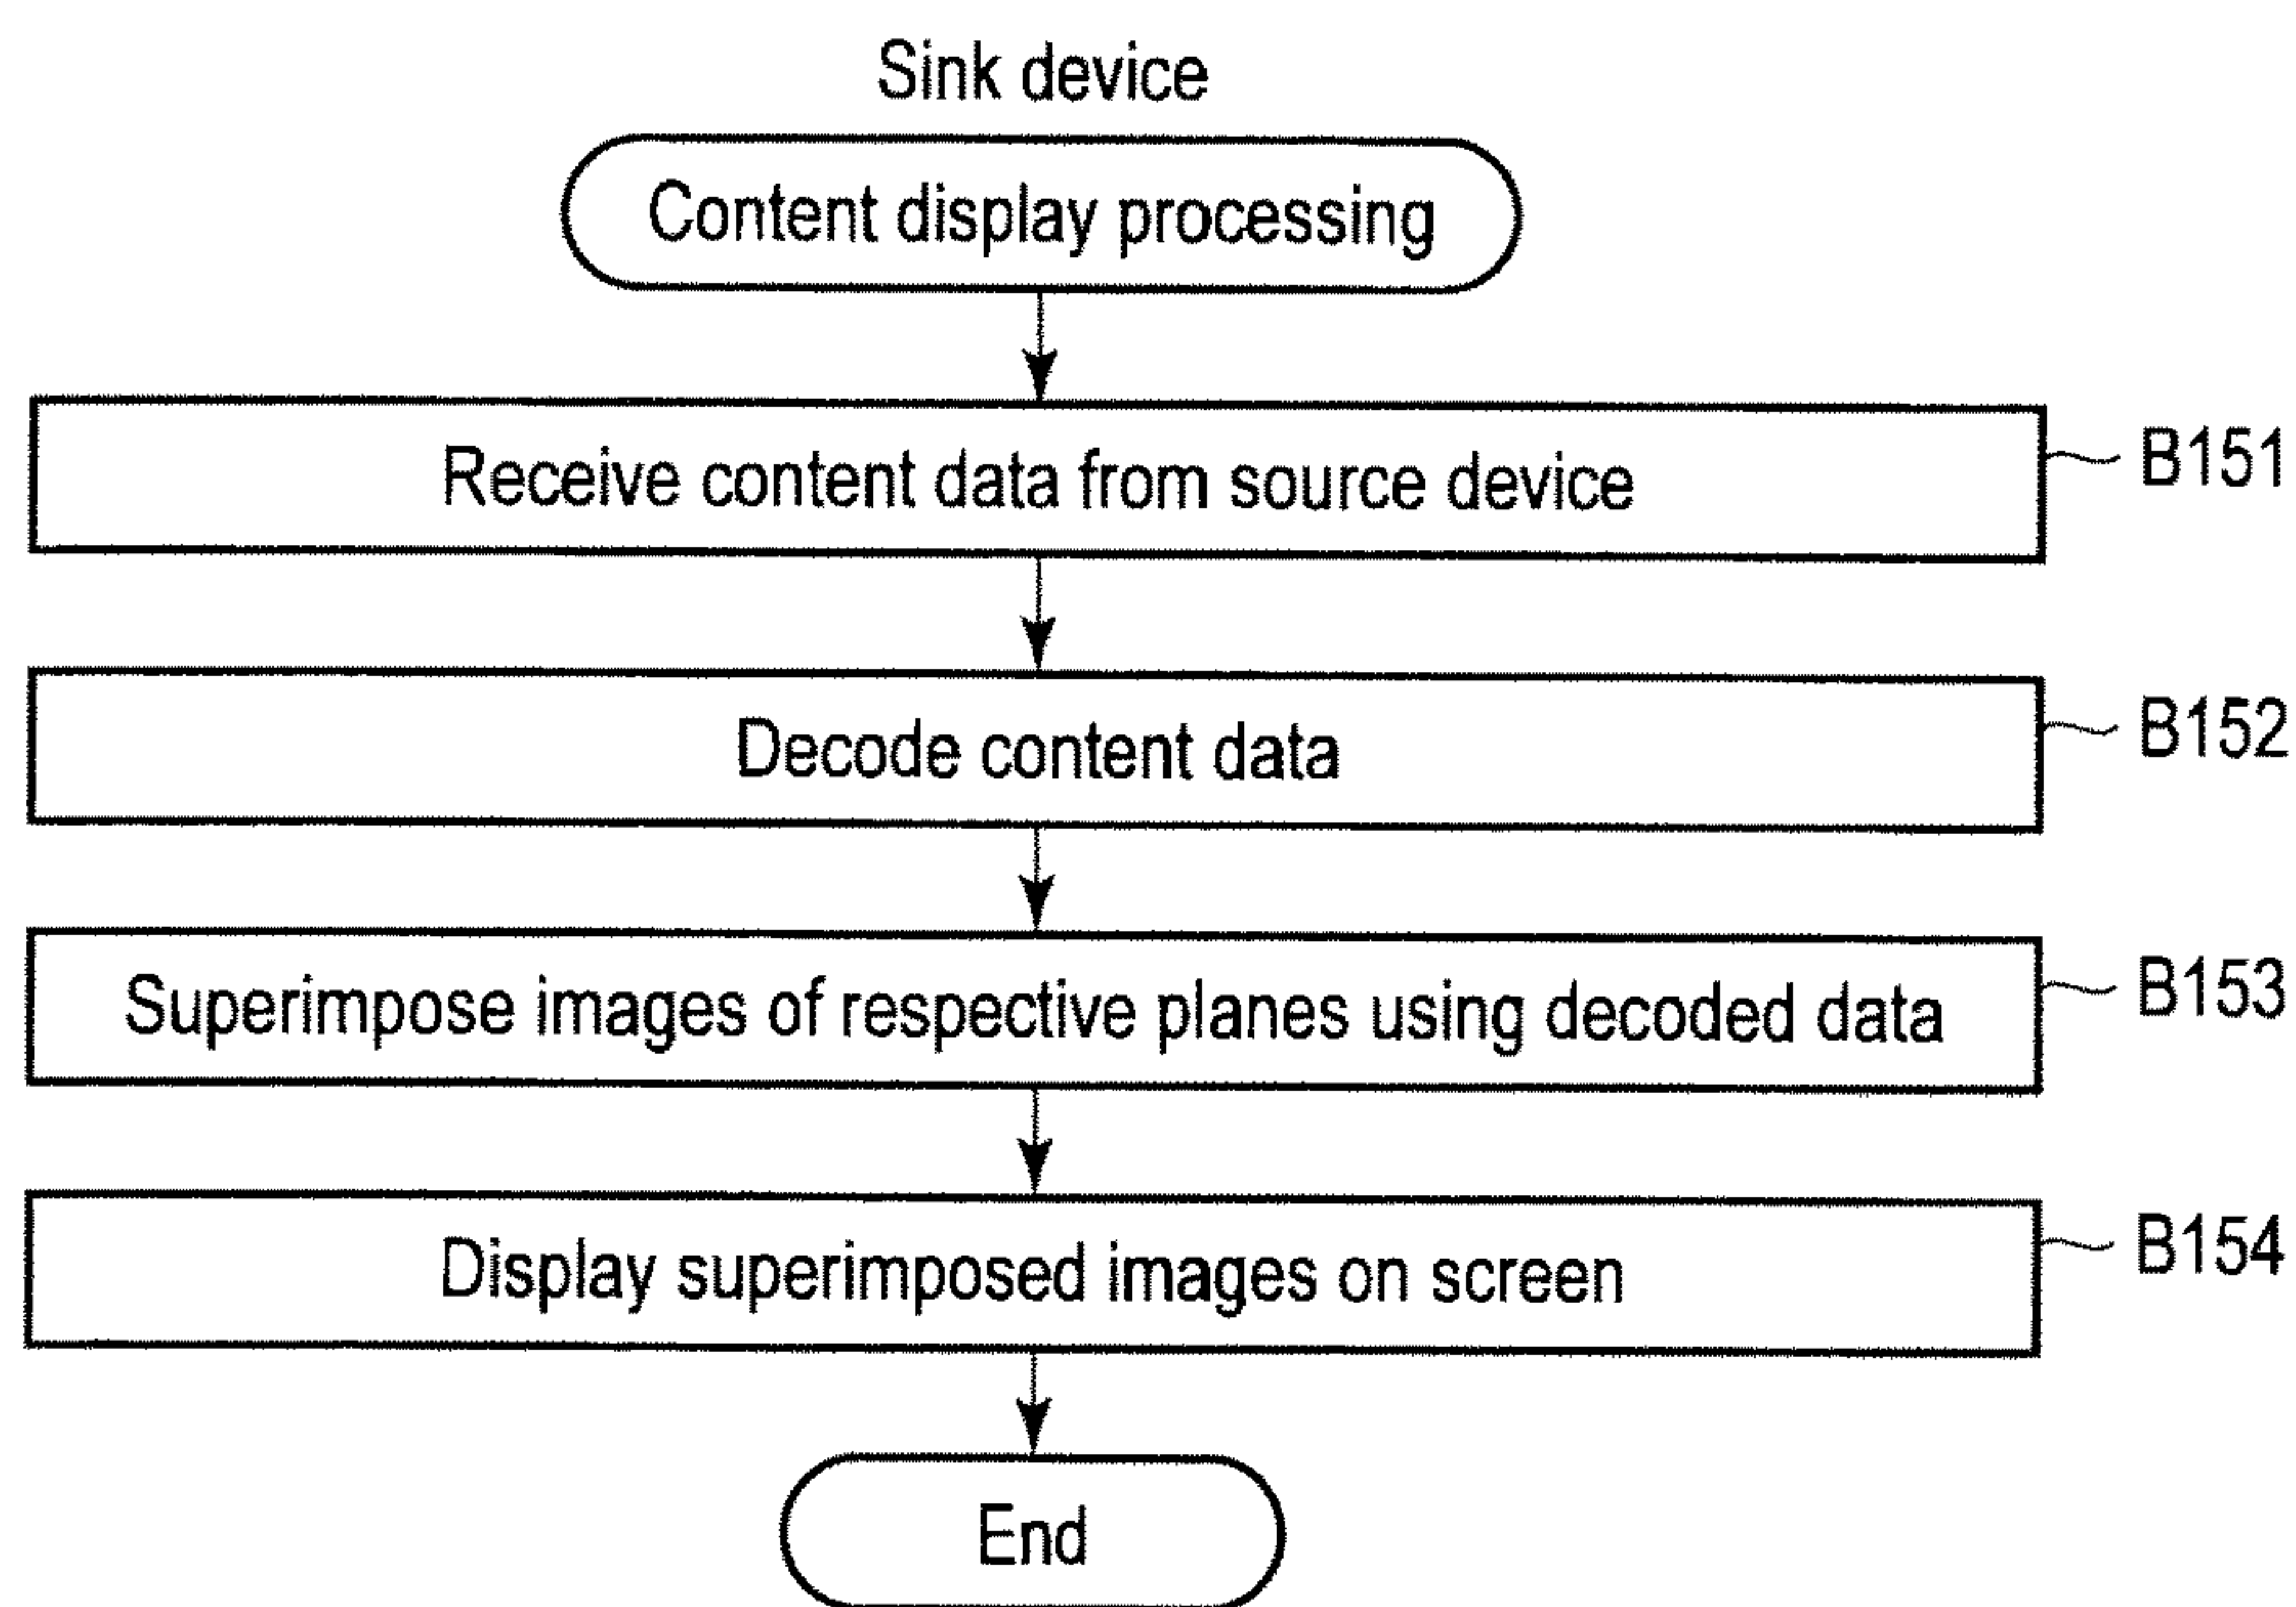 Sink device
Content display processing
Receive content data from source device
B151
Decode content data
B152
Superimpose images of respective planes using decoded data
B153
Display superimposed images on screen
B154
End